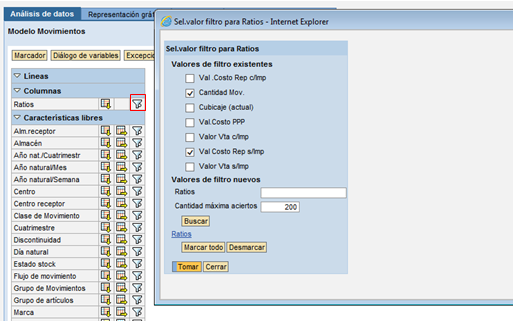 Análisis de datos
Representación gráf
Modelo Movimientos
Marcador
Diálogo de variables
Excepcio
Líneas
Columnas
Ratios
Características libres
Alm.receptor
Almacén
Año nat./Cuatrimestr
Año natural/Mes
Año natural/Semana
Centro
Centro receptor
Clase de Movimiento
Cuatrimestre
Discontinuidad
Día natural
Estado stock
Flujo de movimiento
Grupo de Movimientos
Grupo de artículos
Marca
Sel.valor filtro para Ratios - Internet Explorer
Sel.valor filtro para Ratios
Valores de filtro existentes
Val .Costo Rep c/Imp
Cantidad Mov.
Cubicaje (actual)
Val.Costo PPP
Valor Vta c/Imp
Val Costo Rep s/Imp
Valor Vta s/Imp
Valores de filtro nuevos
Ratios
Cantidad máxima aciertos 200
Buscar
Ratios
Marcar todo Desmarcar
Tomar Cerrar